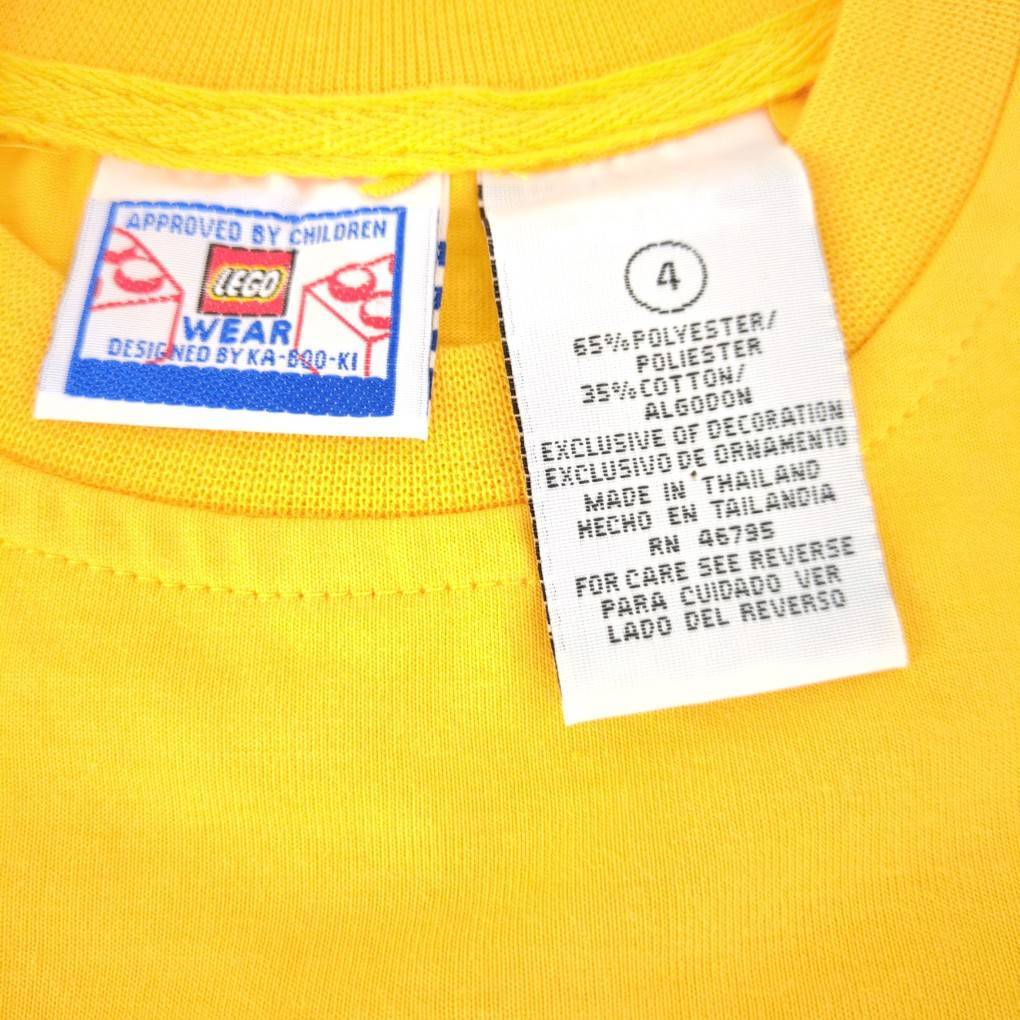 APPROVED BY CHILDREN
LEGO
WEAR
DESIGNED BY KA-BOO-KI
4
65% POLYESTER/
POLIESTER
35% COTTON/
ALGODON
EXCLUSIVE OF DECORATION
EXCLUSIVO DE ORNAMENTO
MADE IN THAILAND
HECHO EN TAILANDIA
RN 46795
FOR CARE SEE REVERSE
PARA CUIDADO VER
LADO DEL REVERSO